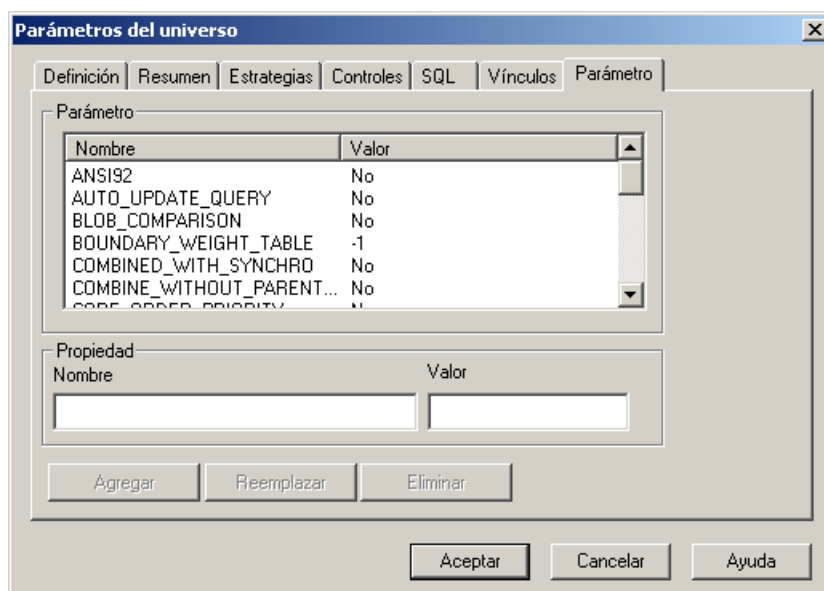 Parámetros del universo
Definición Resumen Estrategias Controles SQL Vínculos Parámetro
Parámetro
Nombre Valor
ANSI92 No
AUTO_UPDATE_QUERY No
BLOB_COMPARISON No
BOUNDARY_WEIGHT_TABLE -1
COMBINED_WITH_SYNCHRO No
COMBINE_WITHOUT_PARENT... No
Propiedad
Nombre Valor
Agregar Reemplazar Eliminar
Aceptar Cancelar Ayuda